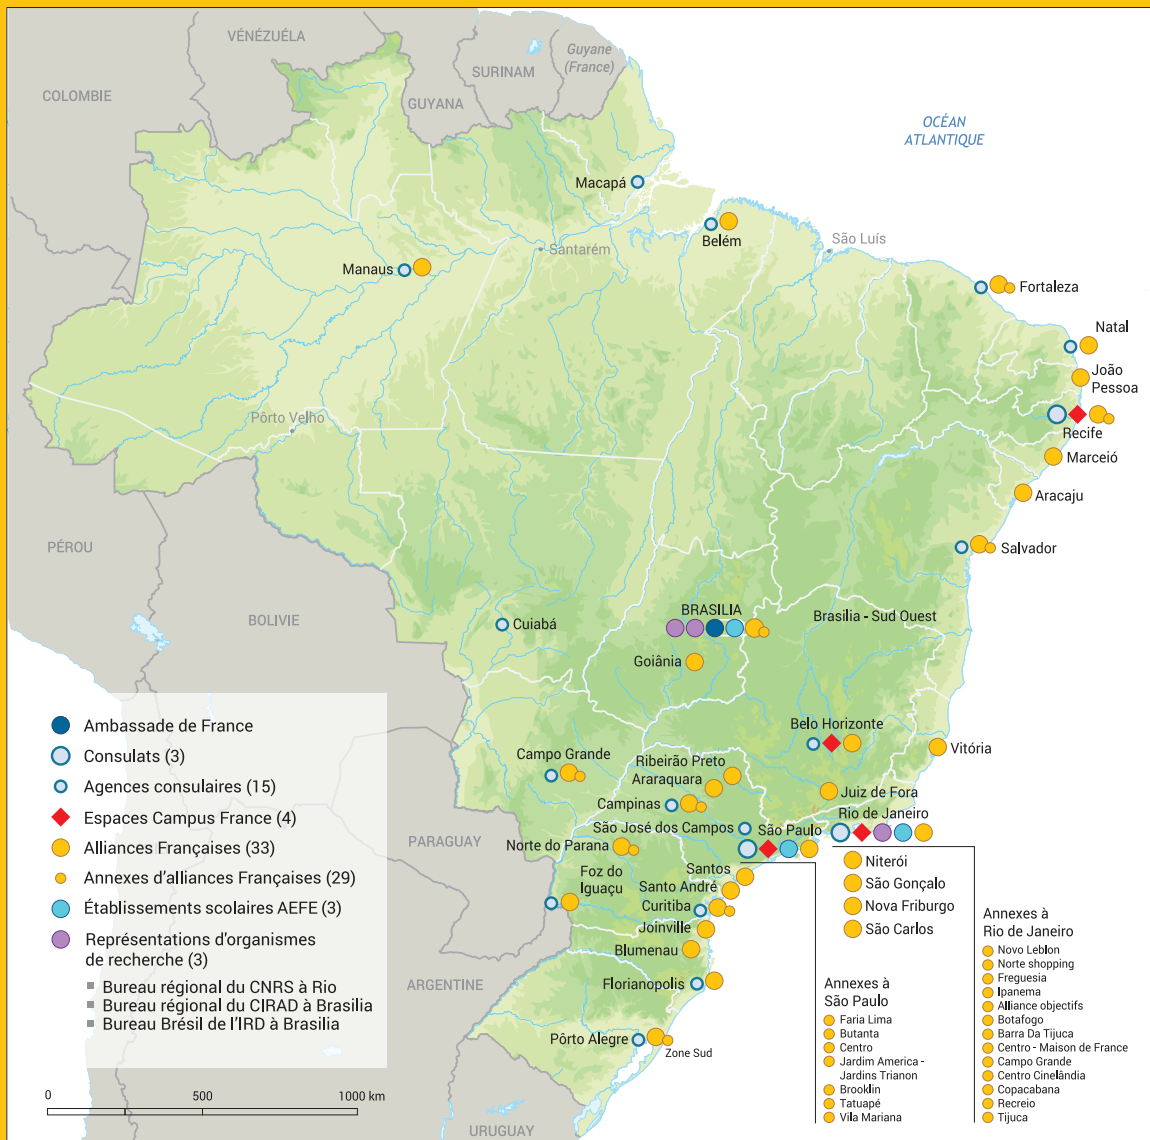 VÉNÉZUÉLA
Guyane
(France)
SURINAM
COLOMBIE
GUYANA
OCÉAN
ATLANTIQUE
Macapá
Belém
São Luís
Santarém
Manaus
Fortaleza
Natal
João
Pessoa
Pôrto Velho
Recife
Marceió
Aracaju
PÉROU
Salvador
BRASILIA
Brasilia - Sud Ouest
BOLIVIE
Cuiabá
Goiânia
Ambassade de France
Consulats (3)
Agences consulaires (15)
Espaces Campus France (4)
Alliances Françaises (33)
Annexes d'alliances Françaises (29)
Établissements scolaires AEFE (3)
Représentations d'organismes
de recherche (3)
Bureau régional du CNRS à Rio
Bureau régional du CIRAD à Brasilia
Bureau Brésil de l'IRD à Brasilia
Belo Horizonte
Vitória
Campo Grande
Ribeirão Preto
Araraquara
Juiz de Fora
Campinas
Rio de Janeiro
São José dos Campos
São Paulo
PARAGUAY
Norte do Parana
Foz do
Iguaçu
Santos
Santo André
Curitiba
Joinville
Blumenau
Florianopolis
ARGENTINE
Pôrto Alegre
Zone Sud
URUGUAY
Niterói
São Gonçalo
Nova Friburgo
São Carlos
Annexes à
São Paulo
Faria Lima
Butanta
Centro
Jardim America -
Jardins Trianon
Brooklin
Tatuapé
Vila Mariana
Annexes à
Rio de Janeiro
Novo Leblon
Norte shopping
Freguesia
Ipanema
Alliance objectifs
Botafogo
Barra Da Tijuca
Centro - Maison de France
Campo Grande
Centro Cinelândia
Copacabana
Recreio
Tijuca
0 500 1000 km